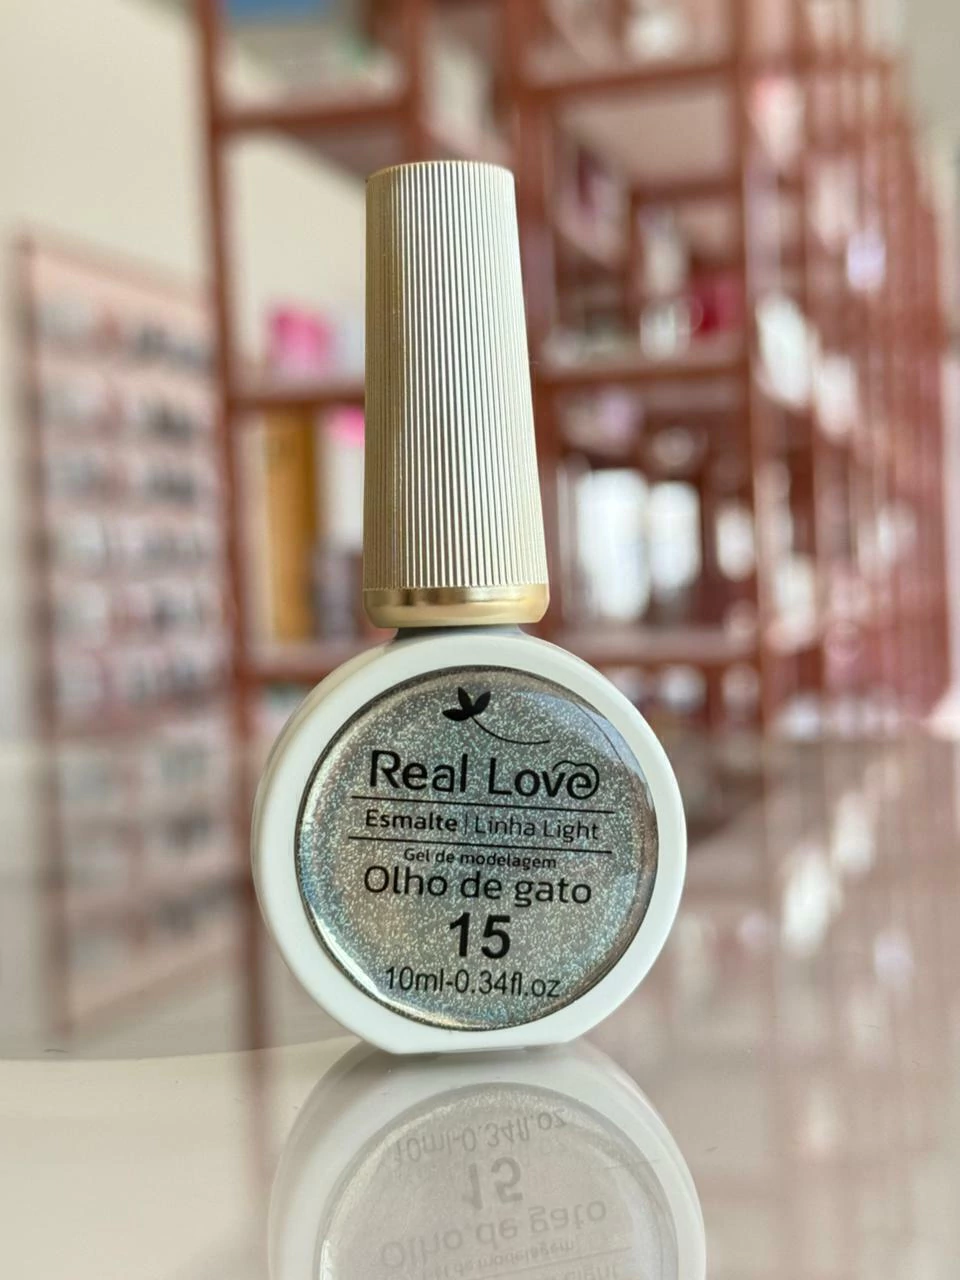 Real Love
Esmalte | Linha Light
Gel de modelagem
Olho de gato
15
10ml-0.34fl.oz